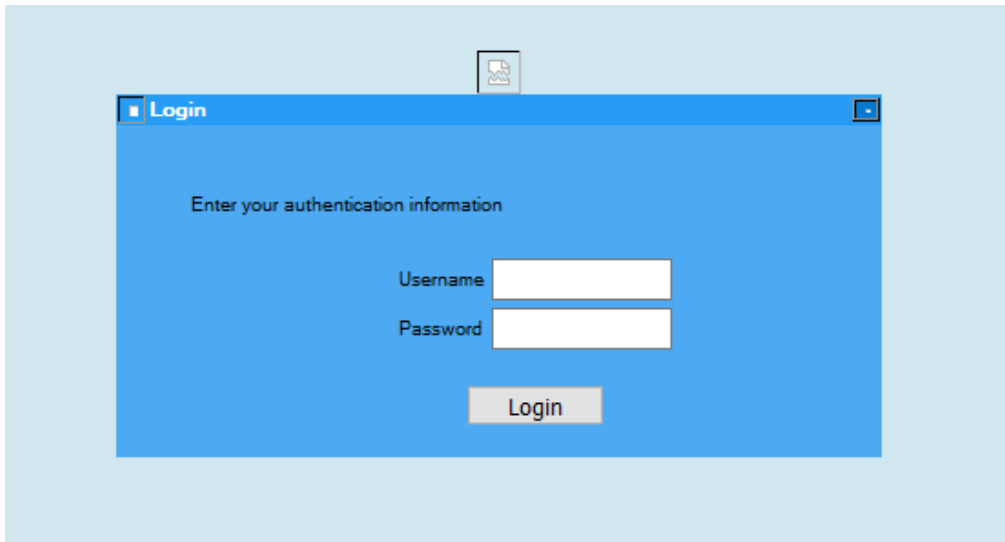 Login
Enter your authentication information
Username
Password
Login